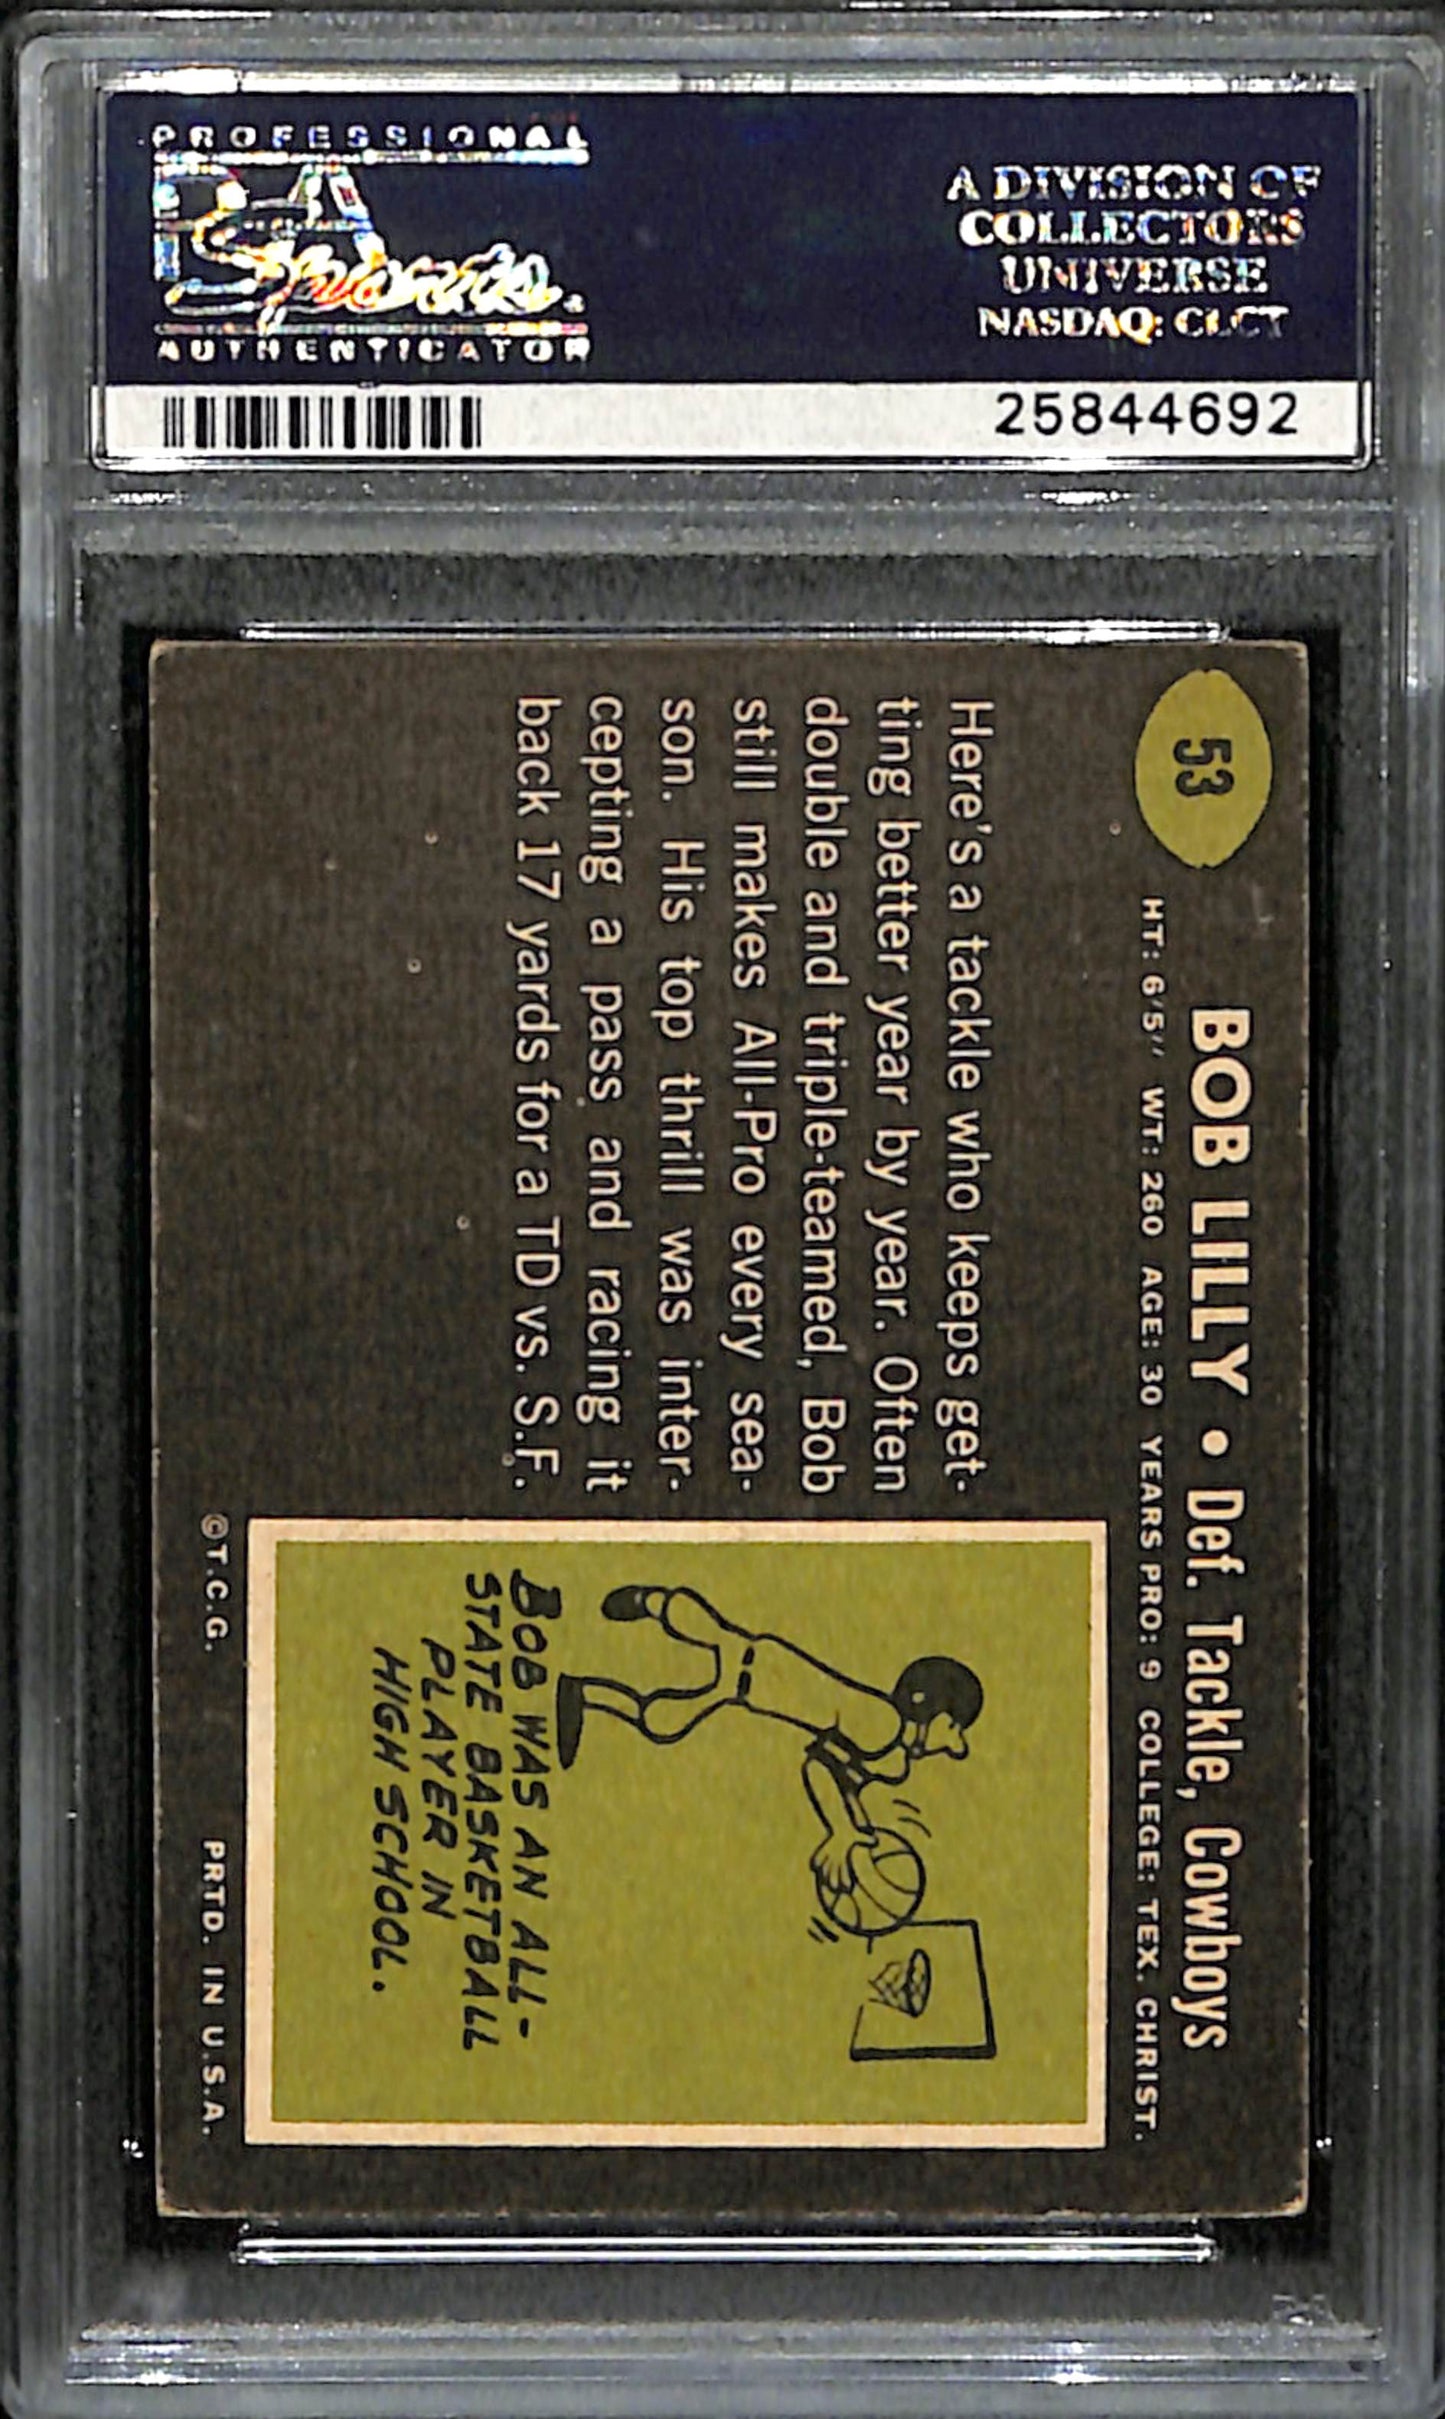 PROFESSIONAL
PSA
Sports
AUTHENTICATOR
A DIVISION OF
COLLECTORS
UNIVERSE
NASDAQ: CLCT
25844692
53
BOB LILLY • Def. Tackle, Cowboys
HT: 6'5" WT: 260 AGE: 30 YEARS PRO: 9 COLLEGE: TEX. CHRIST.
Here's a tackle who keeps get-
ting better year by year. Often
double and triple-teamed, Bob
still makes All-Pro every sea-
son. His top thrill was inter-
cepting a pass and racing it
back 17 yards for a TD vs. S.F.
BOB WAS AN ALL-
STATE BASKETBALL
PLAYER IN
HIGH SCHOOL.
©T.C.G.
PRTD. IN U.S.A.